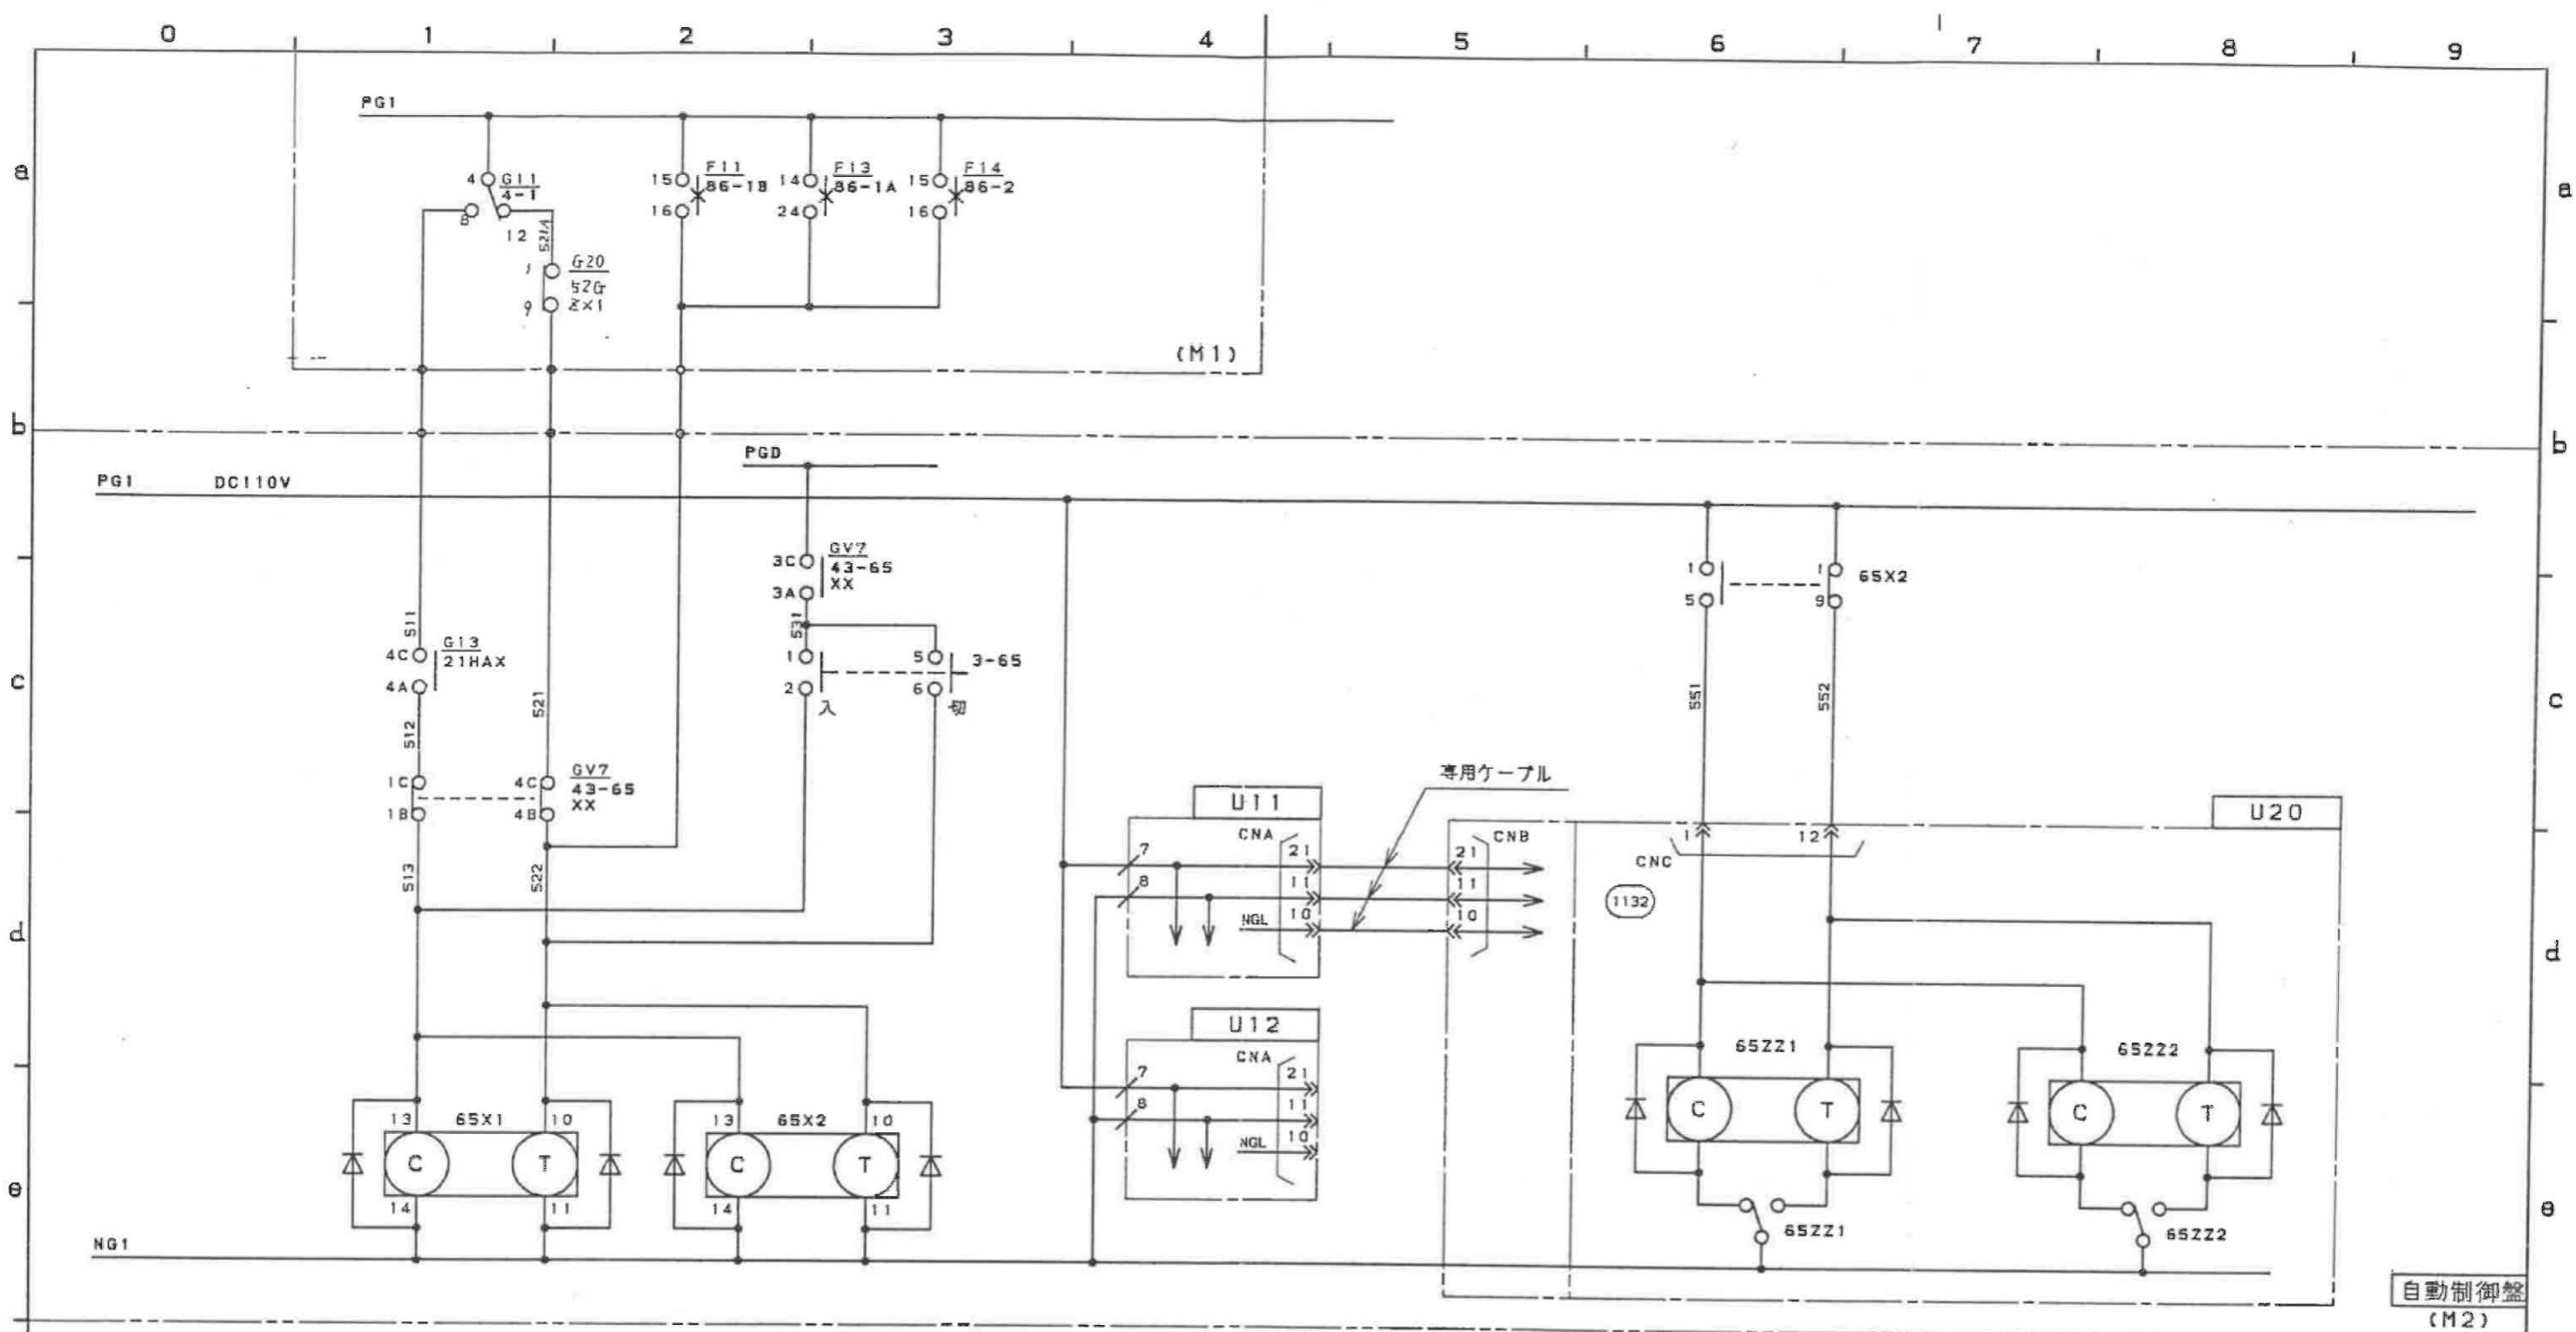 0 1 2 3 4 5 6 7 8 9
PG1
a
4 G11
4-1
8
12
521A
1 G20
52G
9 ZX1
15 F11
86-1B
16
14 F13
86-1A
24
15 F14
86-2
16
a
(M1)
b
b
PGD
PG1 DC110V
3C GV7
43-65
3A XX
531
1 5 3-65
2 6
入 切
1 1 65X2
5 9
511
4C G13
21HAX
4A
c
c
512
521
551
552
1C 4C GV7
43-65
1B 4B XX
513
522
専用ケーブル
U11
CNA
7 21
8 11
NGL 10
CNB
21
11
10
U20
1 12
CNC
1132
d
d
U12
CNA
7 21
8 11
NGL 10
65ZZ1
C T
65ZZ2
C T
65ZZ1
65ZZ2
13 65X1 10
C T
14 11
13 65X2 10
C T
14 11
e
e
NG1
自動制御盤
(M2)